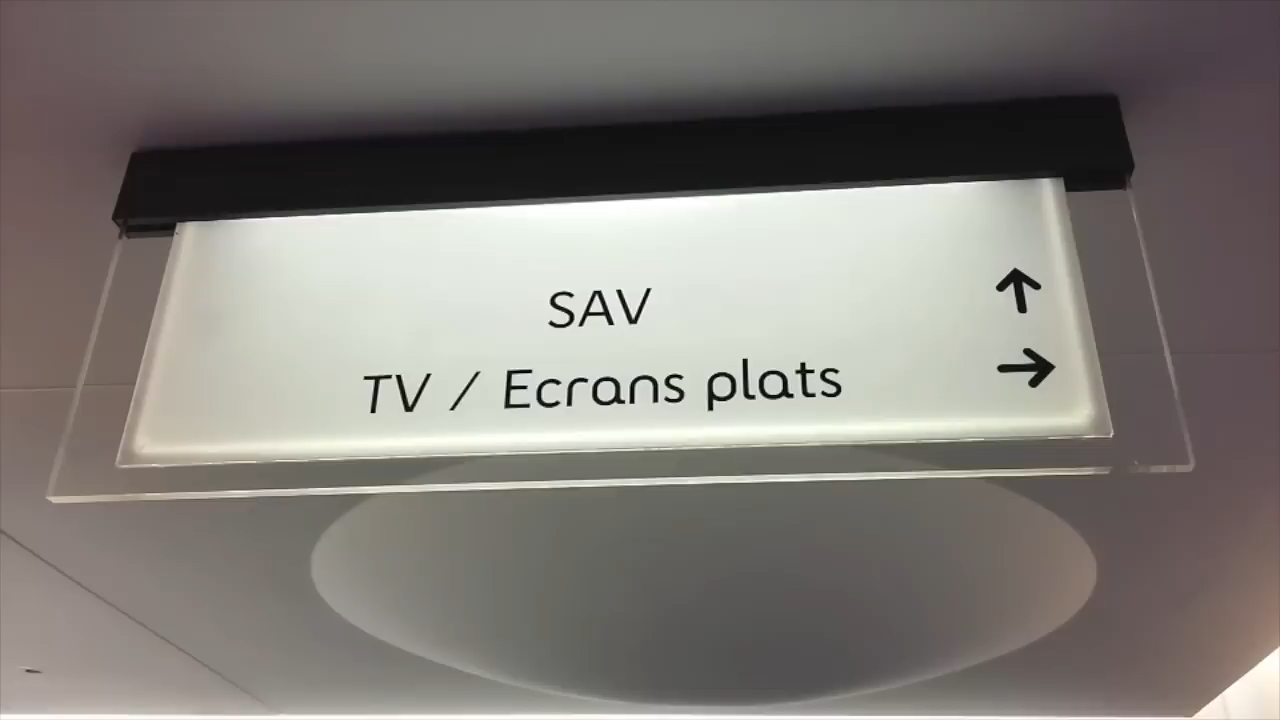 SAV ↑
TV / Ecrans plats →